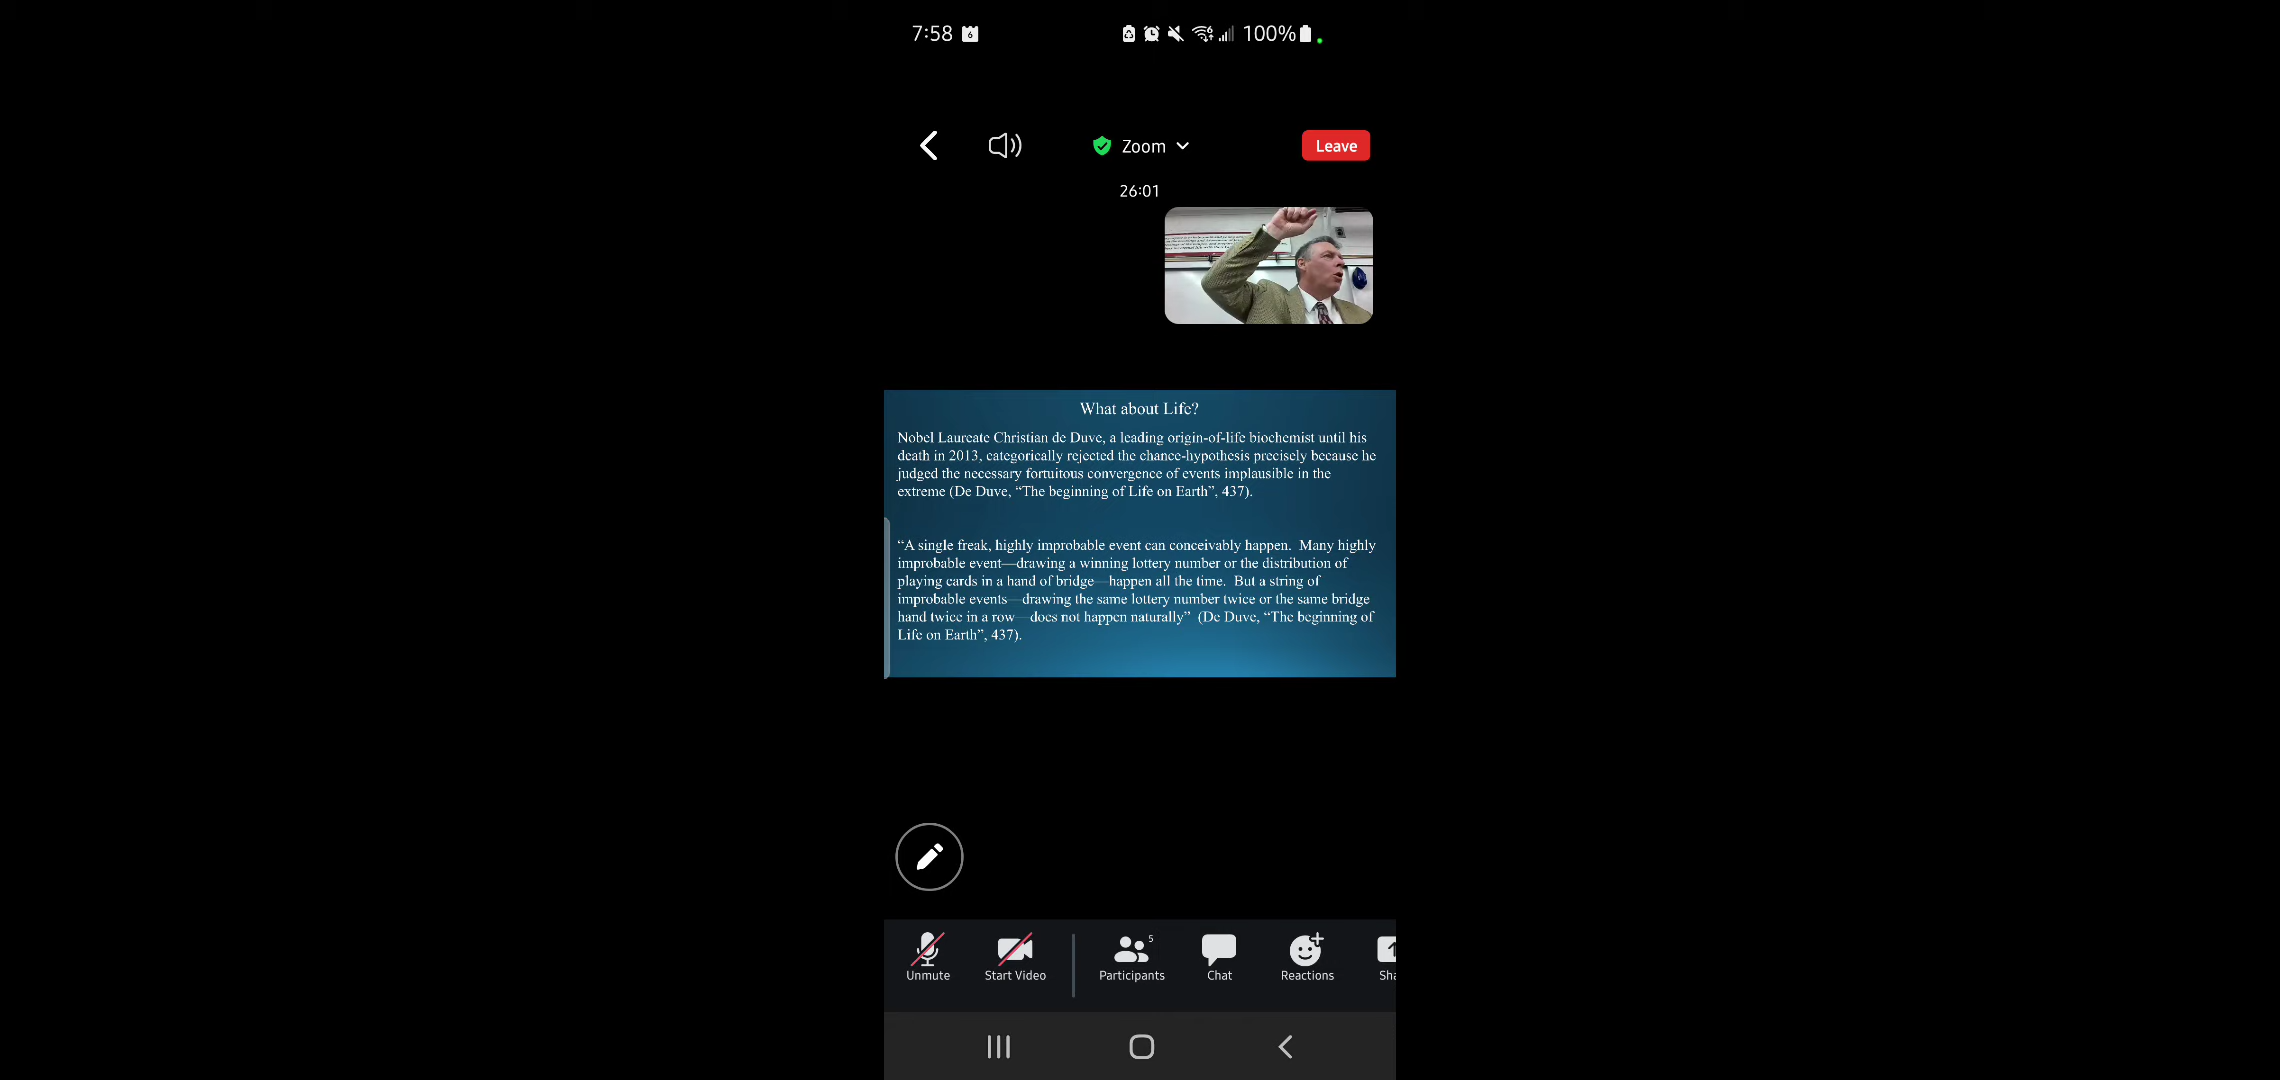 7:58 6 100%
Zoom Leave
26:01
What about Life?
Nobel Laureate Christian de Duve, a leading origin-of-life biochemist until his
death in 2013, categorically rejected the chance-hypothesis precisely because he
judged the necessary fortuitous convergence of events implausible in the
extreme (De Duve, “The beginning of Life on Earth”, 437).
“A single freak, highly improbable event can conceivably happen.  Many highly
improbable event—drawing a winning lottery number or the distribution of
playing cards in a hand of bridge—happen all the time.  But a string of
improbable events—drawing the same lottery number twice or the same bridge
hand twice in a row—does not happen naturally”  (De Duve, “The beginning of
Life on Earth”, 437).
5
Unmute Start Video Participants Chat Reactions Sha